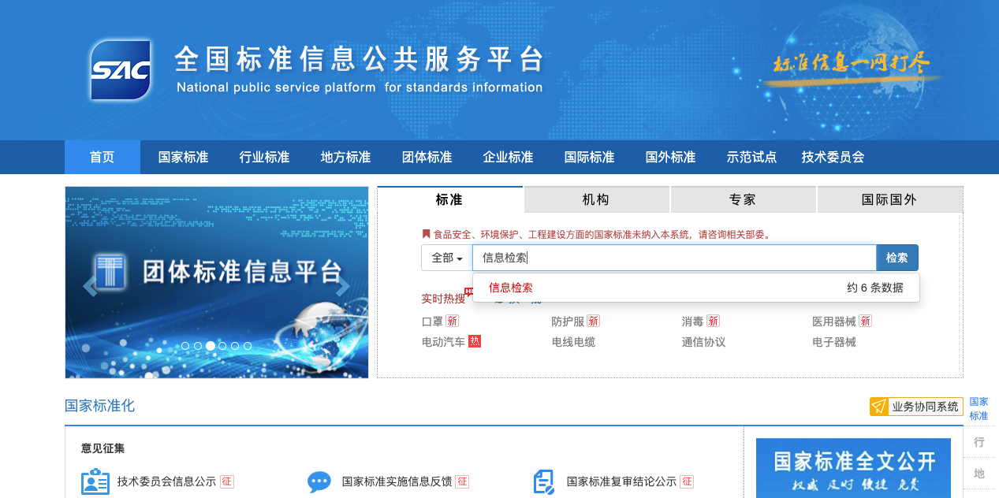 SAC
全国标准信息公共服务平台
National public service platform for standards information
标准信息一网打尽
首页 国家标准 行业标准 地方标准 团体标准 企业标准 国际标准 国外标准 示范试点 技术委员会
标准 机构 专家 国际国外
食品安全、环境保护、工程建设方面的国家标准未纳入本系统，请咨询相关部委。
全部 信息检索 检索
信息检索 约 6 条数据
团体标准信息平台
实时热搜
口罩 新 防护服 新 消毒 新 医用器械 新
电动汽车 热 电线电缆 通信协议 电子器械
国家标准化
业务协同系统
国家
标准
行
地
意见征集
技术委员会信息公示 征 国家标准实施信息反馈 征 国家标准复审结论公示 征
国家标准全文公开
权威 及时 便捷 免费